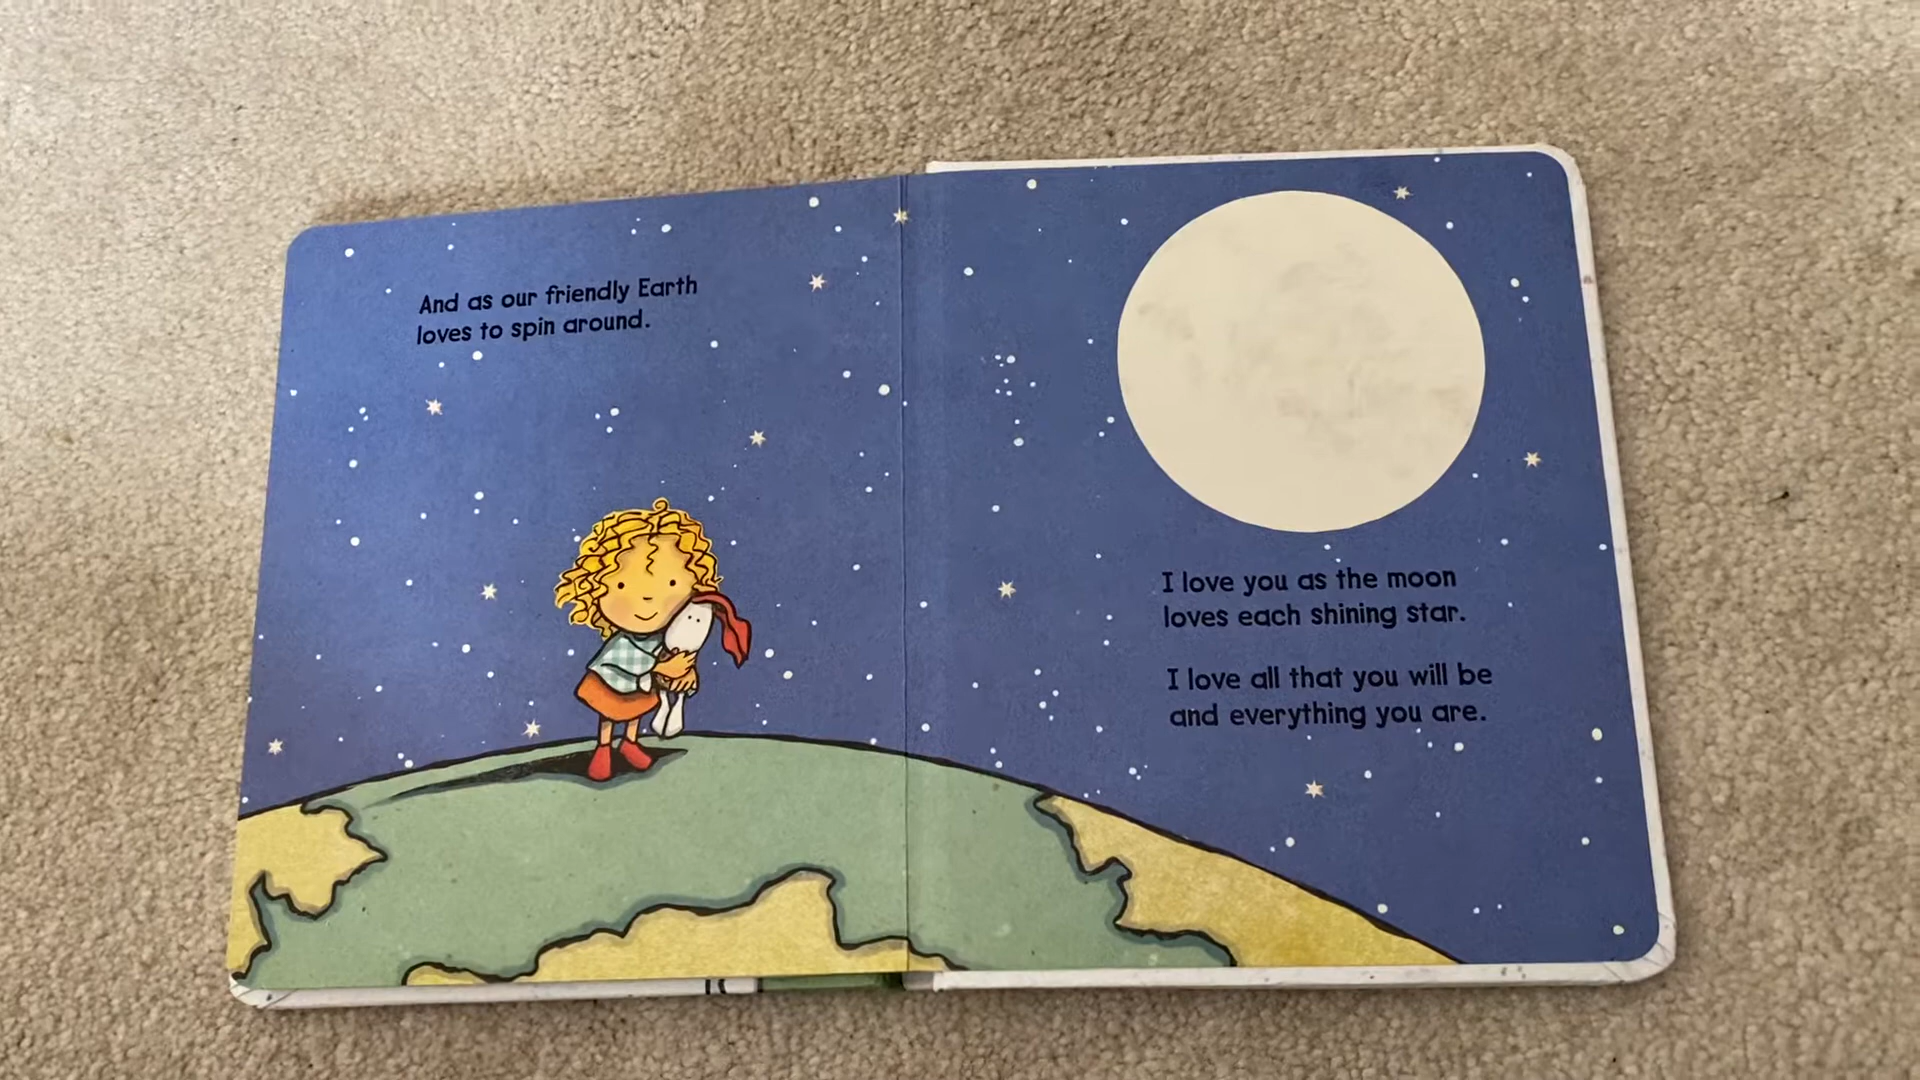 And as our friendly Earth
loves to spin around.
I love you as the moon
loves each shining star.
I love all that you will be
and everything you are.